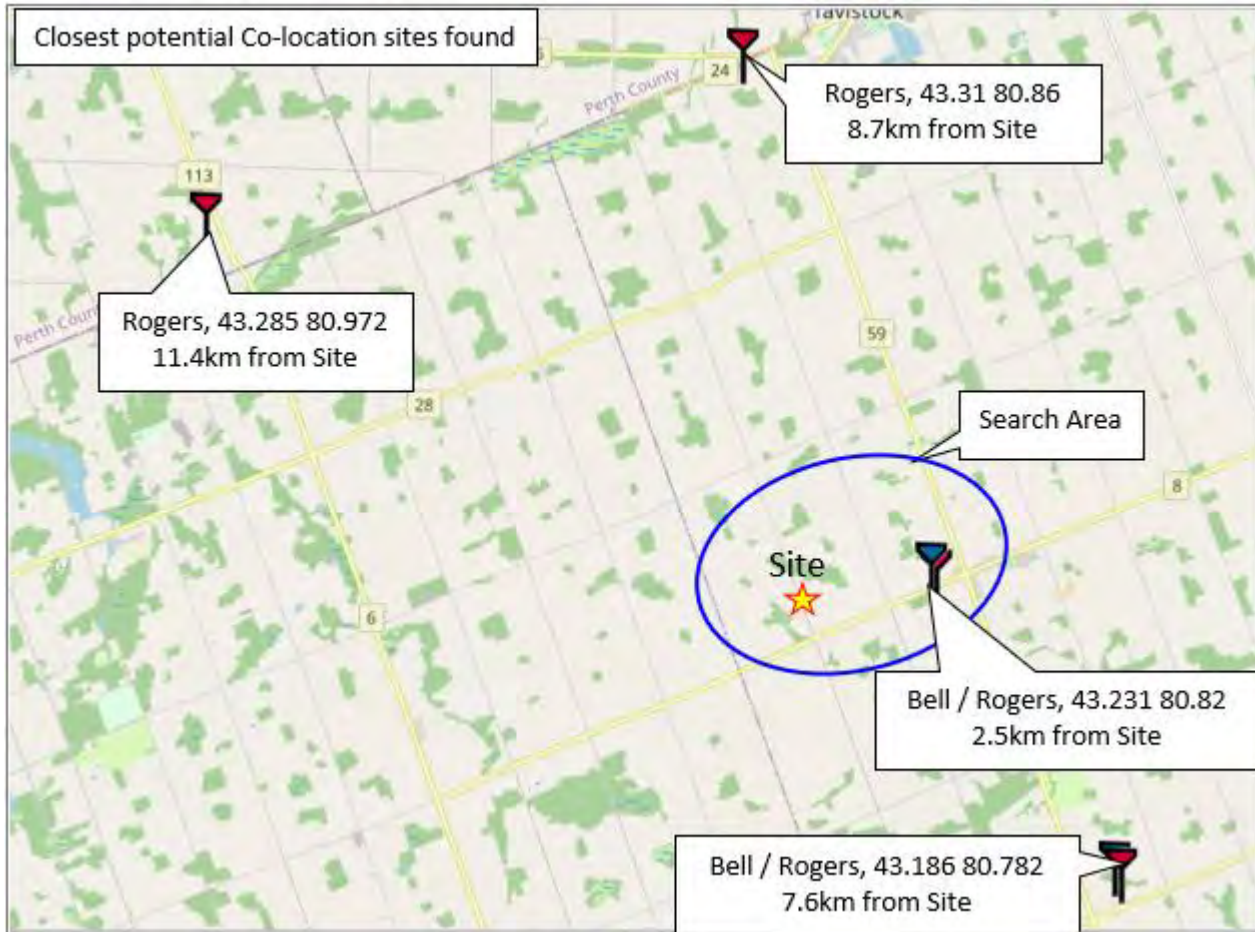 Closest potential Co-location sites found
Tavistock
24
Perth County
Rogers, 43.31 80.86
8.7km from Site
113
Perth County
Rogers, 43.285 80.972
11.4km from Site
28
59
Search Area
8
Site
6
Bell / Rogers, 43.231 80.82
2.5km from Site
Bell / Rogers, 43.186 80.782
7.6km from Site